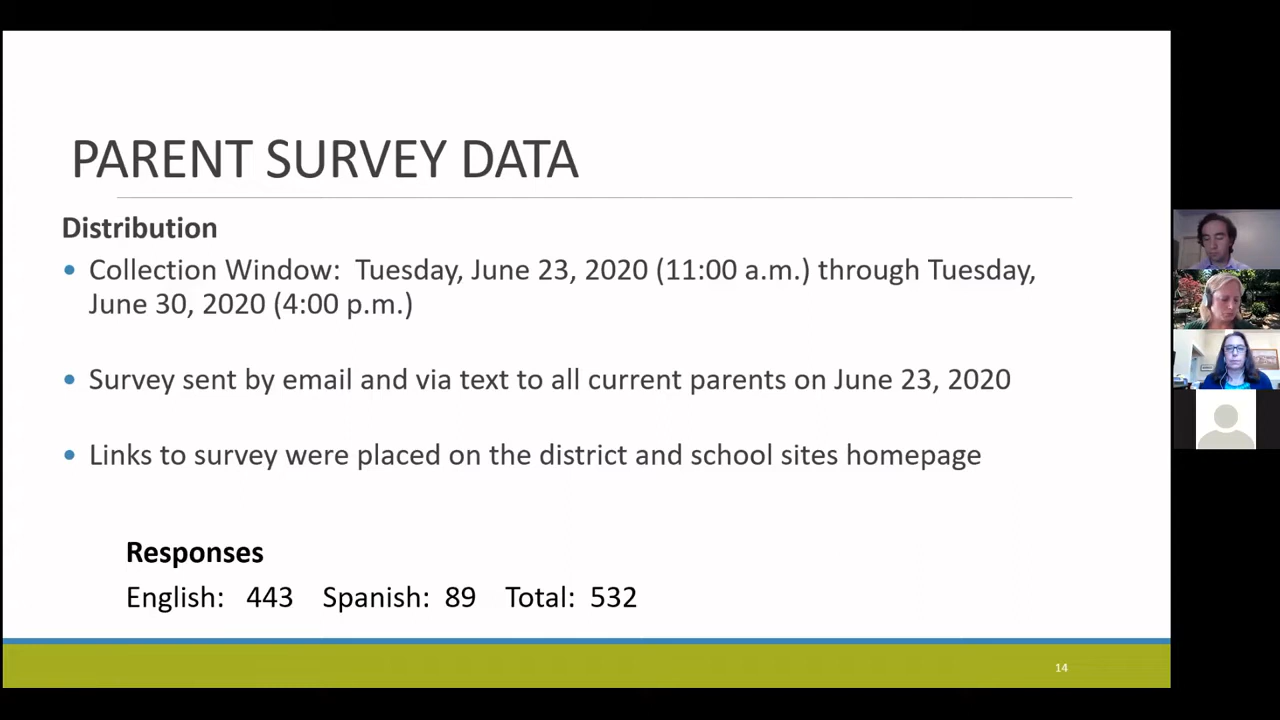 PARENT SURVEY DATA
Distribution
• Collection Window: Tuesday, June 23, 2020 (11:00 a.m.) through Tuesday,
June 30, 2020 (4:00 p.m.)
• Survey sent by email and via text to all current parents on June 23, 2020
• Links to survey were placed on the district and school sites homepage
Responses
English: 443 Spanish: 89 Total: 532
14